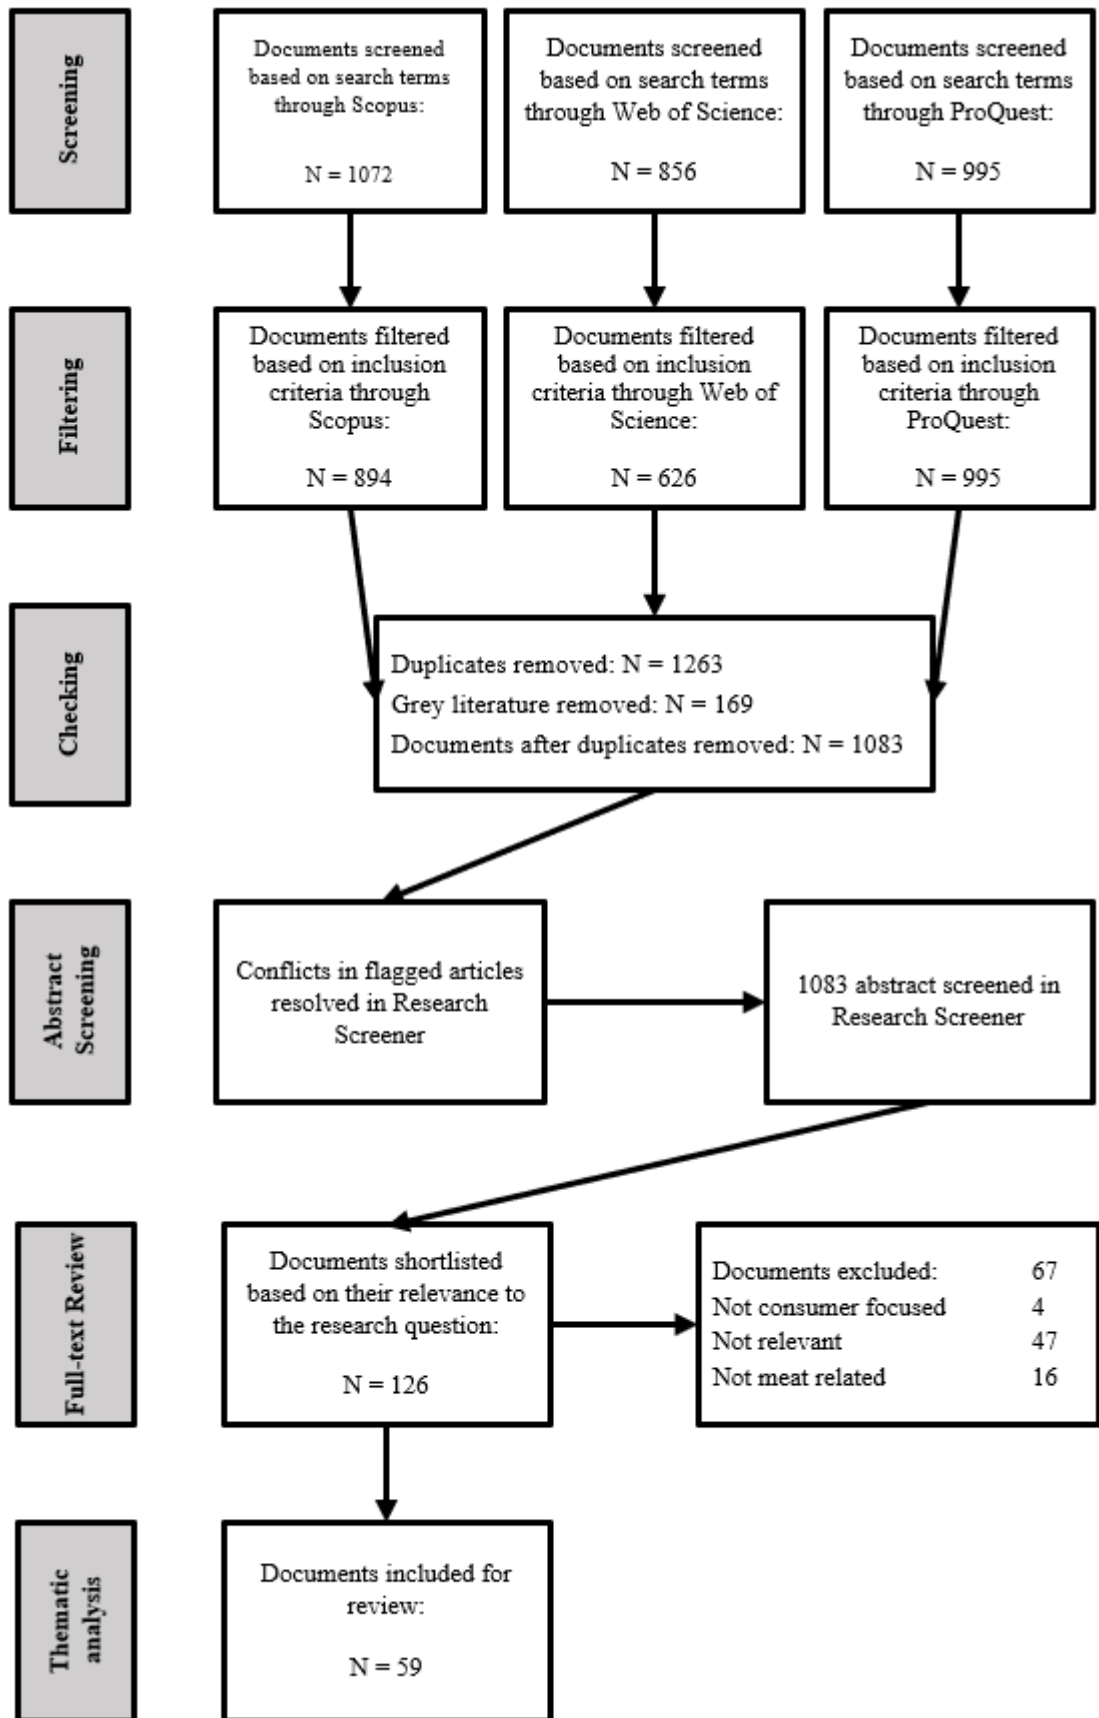 Screening
Documents screened
based on search terms
through Scopus:
N = 1072
Documents screened
based on search terms
through Web of Science:
N = 856
Documents screened
based on search terms
through ProQuest:
N = 995
Filtering
Documents filtered
based on inclusion
criteria through
Scopus:
N = 894
Documents filtered
based on inclusion
criteria through Web of
Science:
N = 626
Documents filtered
based on inclusion
criteria through
ProQuest:
N = 995
Checking
Duplicates removed: N = 1263
Grey literature removed: N = 169
Documents after duplicates removed: N = 1083
Abstract
Screening
Conflicts in flagged articles
resolved in Research
Screener
1083 abstract screened in
Research Screener
Full-text Review
Documents shortlisted
based on their relevance to
the research question:
N = 126
Documents excluded: 67
Not consumer focused 4
Not relevant 47
Not meat related 16
Thematic
analysis
Documents included for
review:
N = 59